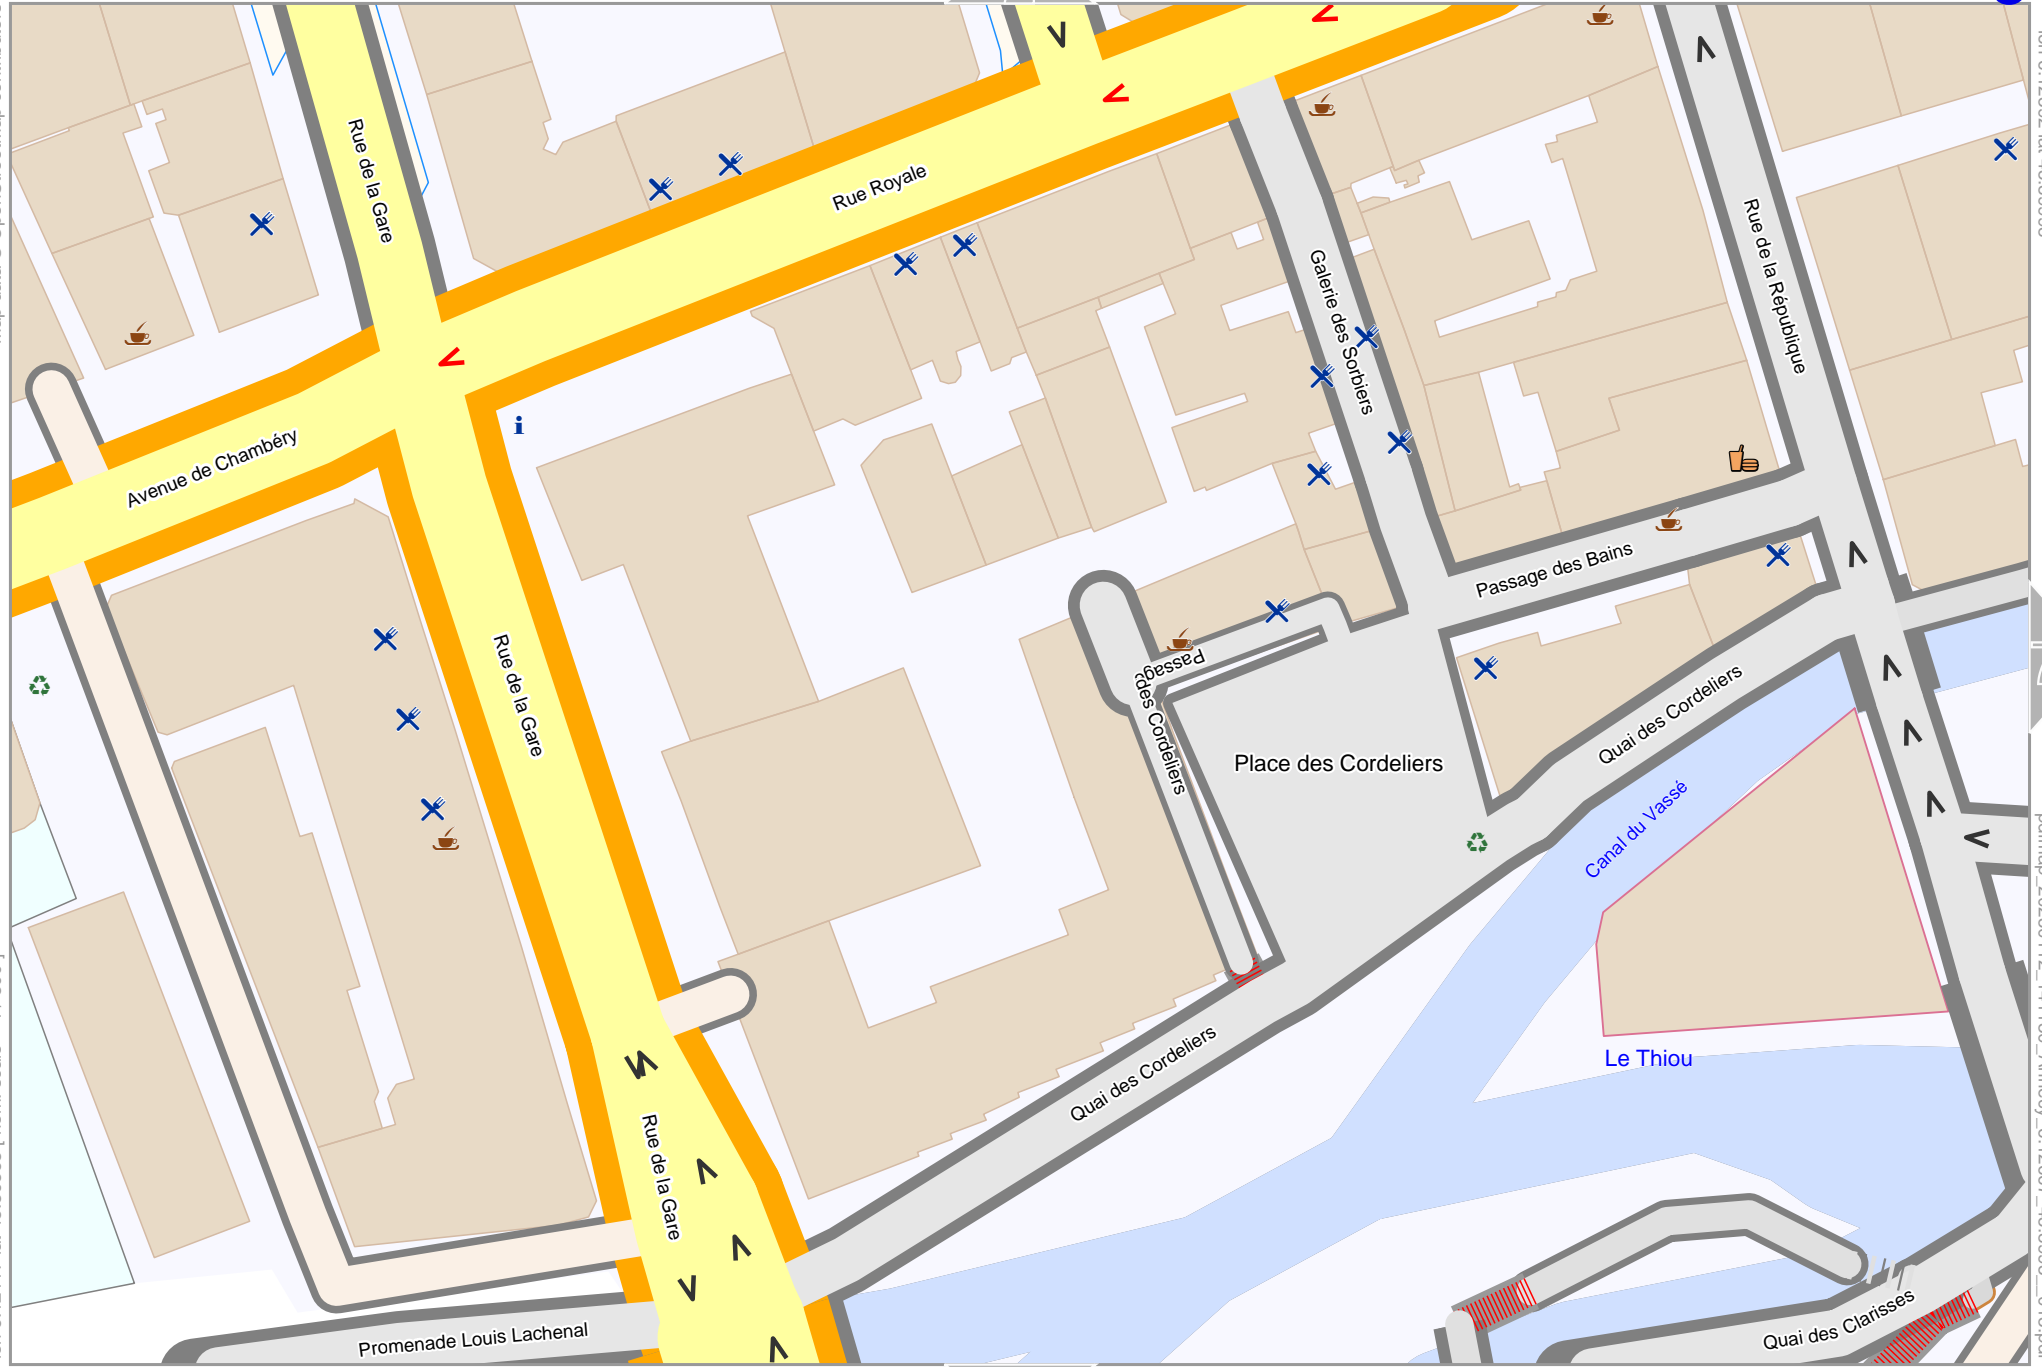 Rue de la Gare
Rue Royale
Rue de la République
Galerie des Sorbiers
Avenue de Chambéry
Passage des Bains
Rue de la Gare
Passage
des Cordeliers
Place des Cordeliers
Quai des Cordeliers
Canal du Vassé
Le Thiou
Quai des Cordeliers
Rue de la Gare
Promenade Louis Lachenal
Quai des Clarisses